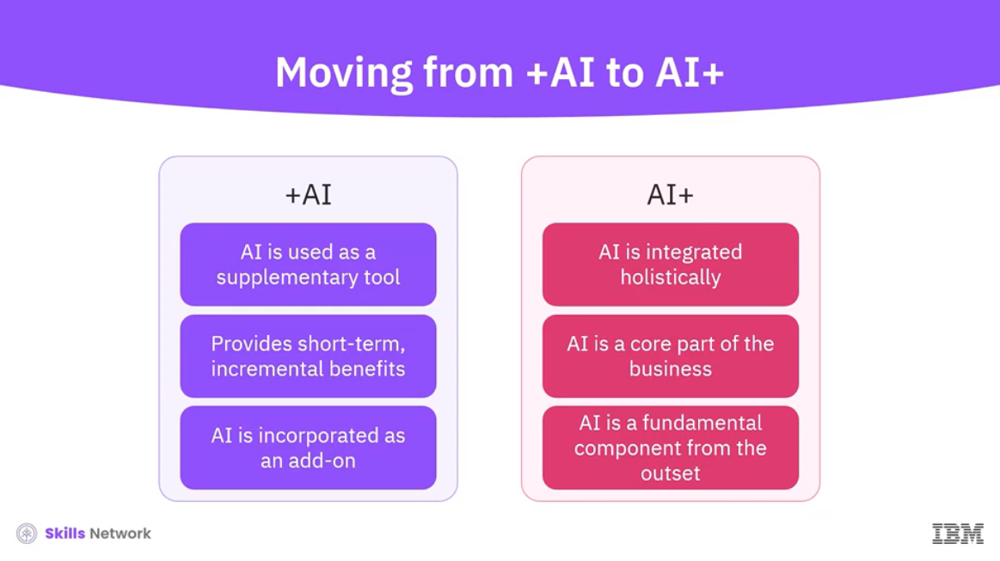 Moving from +AI to AI+
+AI
AI is used as a
supplementary tool
Provides short-term,
incremental benefits
AI is incorporated as
an add-on
AI+
AI is integrated
holistically
AI is a core part of the
business
AI is a fundamental
component from the
outset
Skills Network
IBM